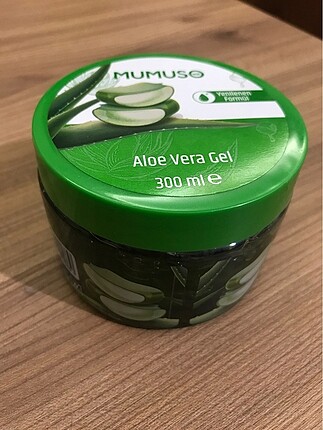 MUMUSO
Yenilenen
Formül
Aloe Vera Gel
300 ml ℮